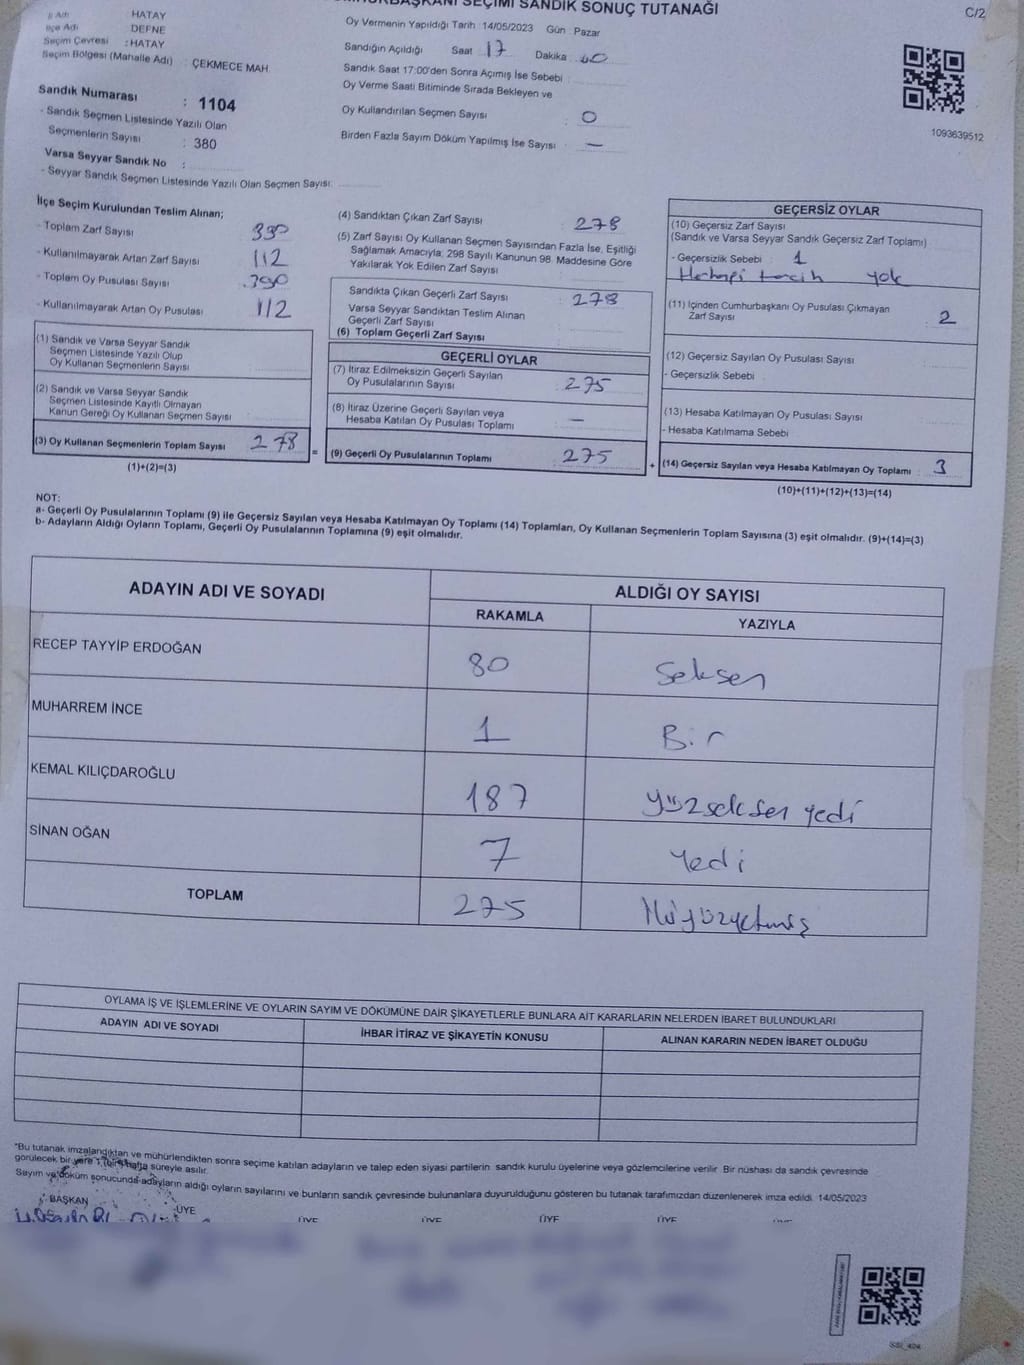 CUMHURBAŞKANI SEÇİMİ SANDIK SONUÇ TUTANAĞI
C/2
İl Adı HATAY
İlçe Adı DEFNE
Seçim Çevresi : HATAY
Seçim Bölgesi (Mahalle Adı) : ÇEKMECE MAH.
Sandık Numarası : 1104
- Sandık Seçmen Listesinde Yazılı Olan
Seçmenlerin Sayısı : 380
Varsa Seyyar Sandık No :
- Seyyar Sandık Seçmen Listesinde Yazılı Olan Seçmen Sayısı:
Oy Vermenin Yapıldığı Tarih : 14/05/2023 Gün : Pazar
Sandığın Açıldığı Saat 17 Dakika
Sandık Saat 17:00'den Sonra Açımış İse Sebebi
Oy Verme Saati Bitiminde Sırada Bekleyen ve
Oy Kullandırılan Seçmen Sayısı : 0
Birden Fazla Sayım Döküm Yapılmış İse Sayısı : —
1093639512
İlçe Seçim Kurulundan Teslim Alınan;
- Toplam Zarf Sayısı 390
- Kullanılmayarak Artan Zarf Sayısı : 112
- Toplam Oy Pusulası Sayısı 390
- Kullanılmayarak Artan Oy Pusulası 112
(1) Sandık ve Varsa Seyyar Sandık
Seçmen Listesinde Yazılı Olup
Oy Kullanan Seçmenlerin Sayısı
(2) Sandık ve Varsa Seyyar Sandık
Seçmen Listesinde Kayıtlı Olmayan
Kanun Gereği Oy Kullanan Seçmen Sayısı
(3) Oy Kullanan Seçmenlerin Toplam Sayısı 278
(1)+(2)=(3)
=
(4) Sandıktan Çıkan Zarf Sayısı : 278
(5) Zarf Sayısı Oy Kullanan Seçmen Sayısından Fazla İse, Eşitliği
Sağlamak Amacıyla, 298 Sayılı Kanunun 98. Maddesine Göre
Yakılarak Yok Edilen Zarf Sayısı
Sandıkta Çıkan Geçerli Zarf Sayısı : 278
Varsa Seyyar Sandıktan Teslim Alınan
Geçerli Zarf Sayısı
(6) Toplam Geçerli Zarf Sayısı
GEÇERLİ OYLAR
(7) İtiraz Edilmeksizin Geçerli Sayılan
Oy Pusulalarının Sayısı : 275
(8) İtiraz Üzerine Geçerli Sayılan veya
Hesaba Katılan Oy Pusulası Toplamı : —
(9) Geçerli Oy Pusulalarının Toplamı 275
+
GEÇERSİZ OYLAR
(10) Geçersiz Zarf Sayısı
(Sandık ve Varsa Seyyar Sandık Geçersiz Zarf Toplamı)
- Geçersizlik Sebebi : 1
tercih yok
(11) İçinden Cumhurbaşkanı Oy Pusulası Çıkmayan
Zarf Sayısı : 2
(12) Geçersiz Sayılan Oy Pusulası Sayısı
- Geçersizlik Sebebi
(13) Hesaba Katılmayan Oy Pusulası Sayısı
- Hesaba Katılmama Sebebi
(14) Geçersiz Sayılan veya Hesaba Katılmayan Oy Toplamı : 3
(10)+(11)+(12)+(13)=(14)
NOT:
a- Geçerli Oy Pusulalarının Toplamı (9) ile Geçersiz Sayılan veya Hesaba Katılmayan Oy Toplamı (14) Toplamları, Oy Kullanan Seçmenlerin Toplam Sayısına (3) eşit olmalıdır. (9)+(14)=(3)
b- Adayların Aldığı Oyların Toplamı, Geçerli Oy Pusulalarının Toplamına (9) eşit olmalıdır.
ADAYIN ADI VE SOYADI ALDIĞI OY SAYISI
RAKAMLA YAZIYLA
RECEP TAYYİP ERDOĞAN 80 Seksen
MUHARREM İNCE 1 Bir
KEMAL KILIÇDAROĞLU 187 Yüzseksen yedi
SİNAN OĞAN 7 Yedi
TOPLAM 275
OYLAMA İŞ VE İŞLEMLERİNE VE OYLARIN SAYIM VE DÖKÜMÜNE DAİR ŞİKAYETLERLE BUNLARA AİT KARARLARIN NELERDEN İBARET BULUNDUKLARI
ADAYIN ADI VE SOYADI İHBAR İTİRAZ VE ŞİKAYETİN KONUSU ALINAN KARARIN NEDEN İBARET OLDUĞU
*Bu tutanak imzalandıktan ve mühürlendikten sonra seçime katılan adayların ve talep eden siyasi partilerin sandık kurulu üyelerine veya gözlemcilerine verilir. Bir nüshası da sandık çevresinde
görülecek bir yere 1 (bir) hafta süreyle asılır.
Sayım ve döküm sonucunda adayların aldığı oyların sayılarını ve bunların sandık çevresinde bulunanlara duyurulduğunu gösteren bu tutanak tarafımızdan düzenlenerek imza edildi. 14/05/2023
BAŞKAN ÜYE ÜYE ÜYE ÜYE ÜYE